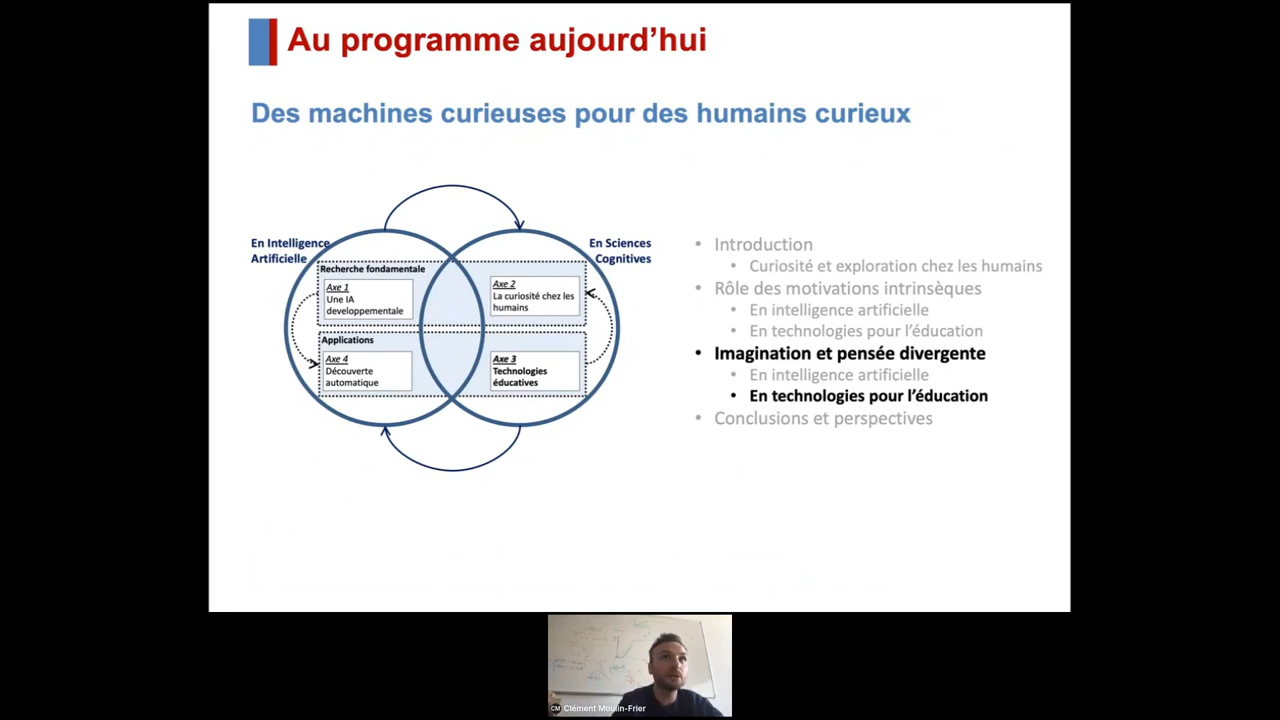 Au programme aujourd’hui
Des machines curieuses pour des humains curieux
En Intelligence
Artificielle
En Sciences
Cognitives
Recherche fondamentale
Axe 1
Une IA
developpementale
Axe 2
La curiosité chez les
humains
Applications
Axe 4
Découverte
automatique
Axe 3
Technologies
éducatives
• Introduction
• Curiosité et exploration chez les humains
• Rôle des motivations intrinsèques
• En intelligence artificielle
• En technologies pour l’éducation
• Imagination et pensée divergente
• En intelligence artificielle
• En technologies pour l’éducation
• Conclusions et perspectives
CM Clément Moulin-Frier